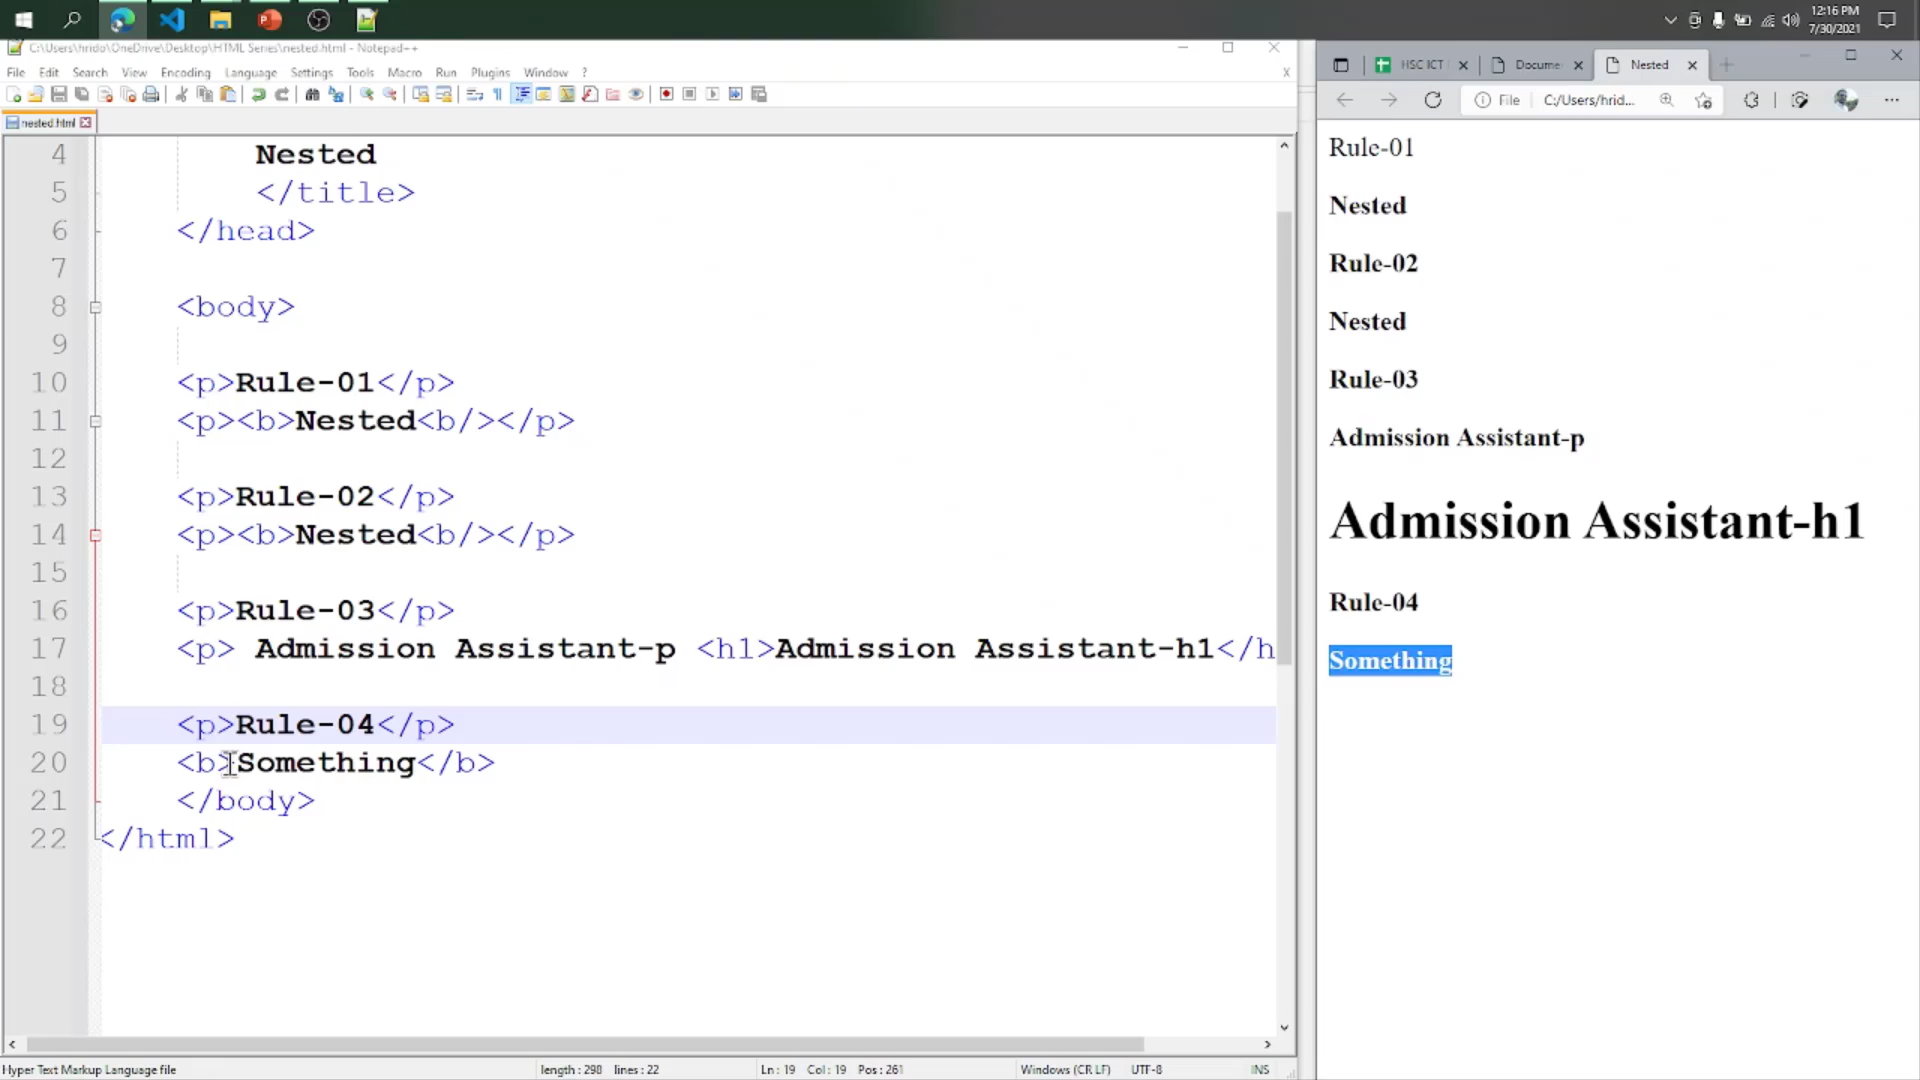 12:16 PM
7/30/2021
C:\Users\hrido\OneDrive\Desktop\HTML Series\nested.html - Notepad++
File Edit Search View Encoding Language Settings Tools Macro Run Plugins Window ? X
nested.html
4 Nested
5 </title>
6 </head>
7
8 <body>
9
10 <p>Rule-01</p>
11 <p><b>Nested<b/></p>
12
13 <p>Rule-02</p>
14 <p><b>Nested<b/></p>
15
16 <p>Rule-03</p>
17 <p> Admission Assistant-p <h1>Admission Assistant-h1</h
18
19 <p>Rule-04</p>
20 <b>Something</b>
21 </body>
22 </html>
Hyper Text Markup Language file length : 298 lines : 22 Ln : 19 Col : 19 Pos : 261 Windows (CR LF) UTF-8 INS
HSC ICT Docume Nested
File C:/Users/hrid...
Rule-01
Nested
Rule-02
Nested
Rule-03
Admission Assistant-p
Admission Assistant-h1
Rule-04
Something